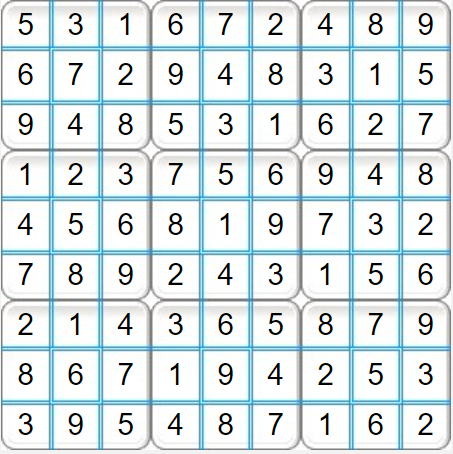 5 3 1 6 7 2 4 8 9
6 7 2 9 4 8 3 1 5
9 4 8 5 3 1 6 2 7
1 2 3 7 5 6 9 4 8
4 5 6 8 1 9 7 3 2
7 8 9 2 4 3 1 5 6
2 1 4 3 6 5 8 7 9
8 6 7 1 9 4 2 5 3
3 9 5 4 8 7 1 6 2